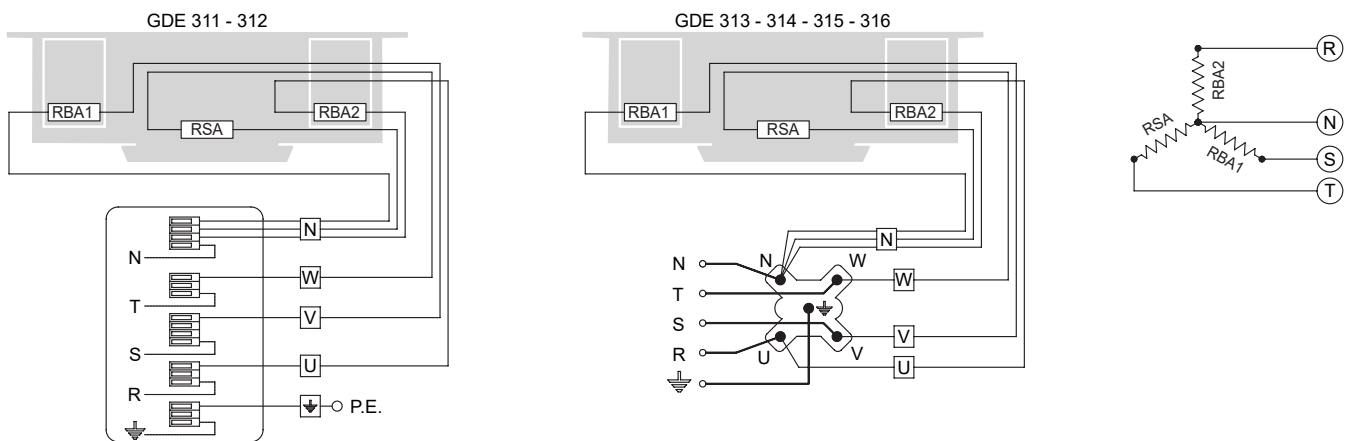 GDE 311 - 312
RBA1
RSA
RBA2
N
N
W
T
V
S
U
R
P.E.
GDE 313 - 314 - 315 - 316
RBA1
RSA
RBA2
N
N
N
W
T
W
S
V
R
U
V
U
R
RBA2
N
RSA
RBA1
S
T